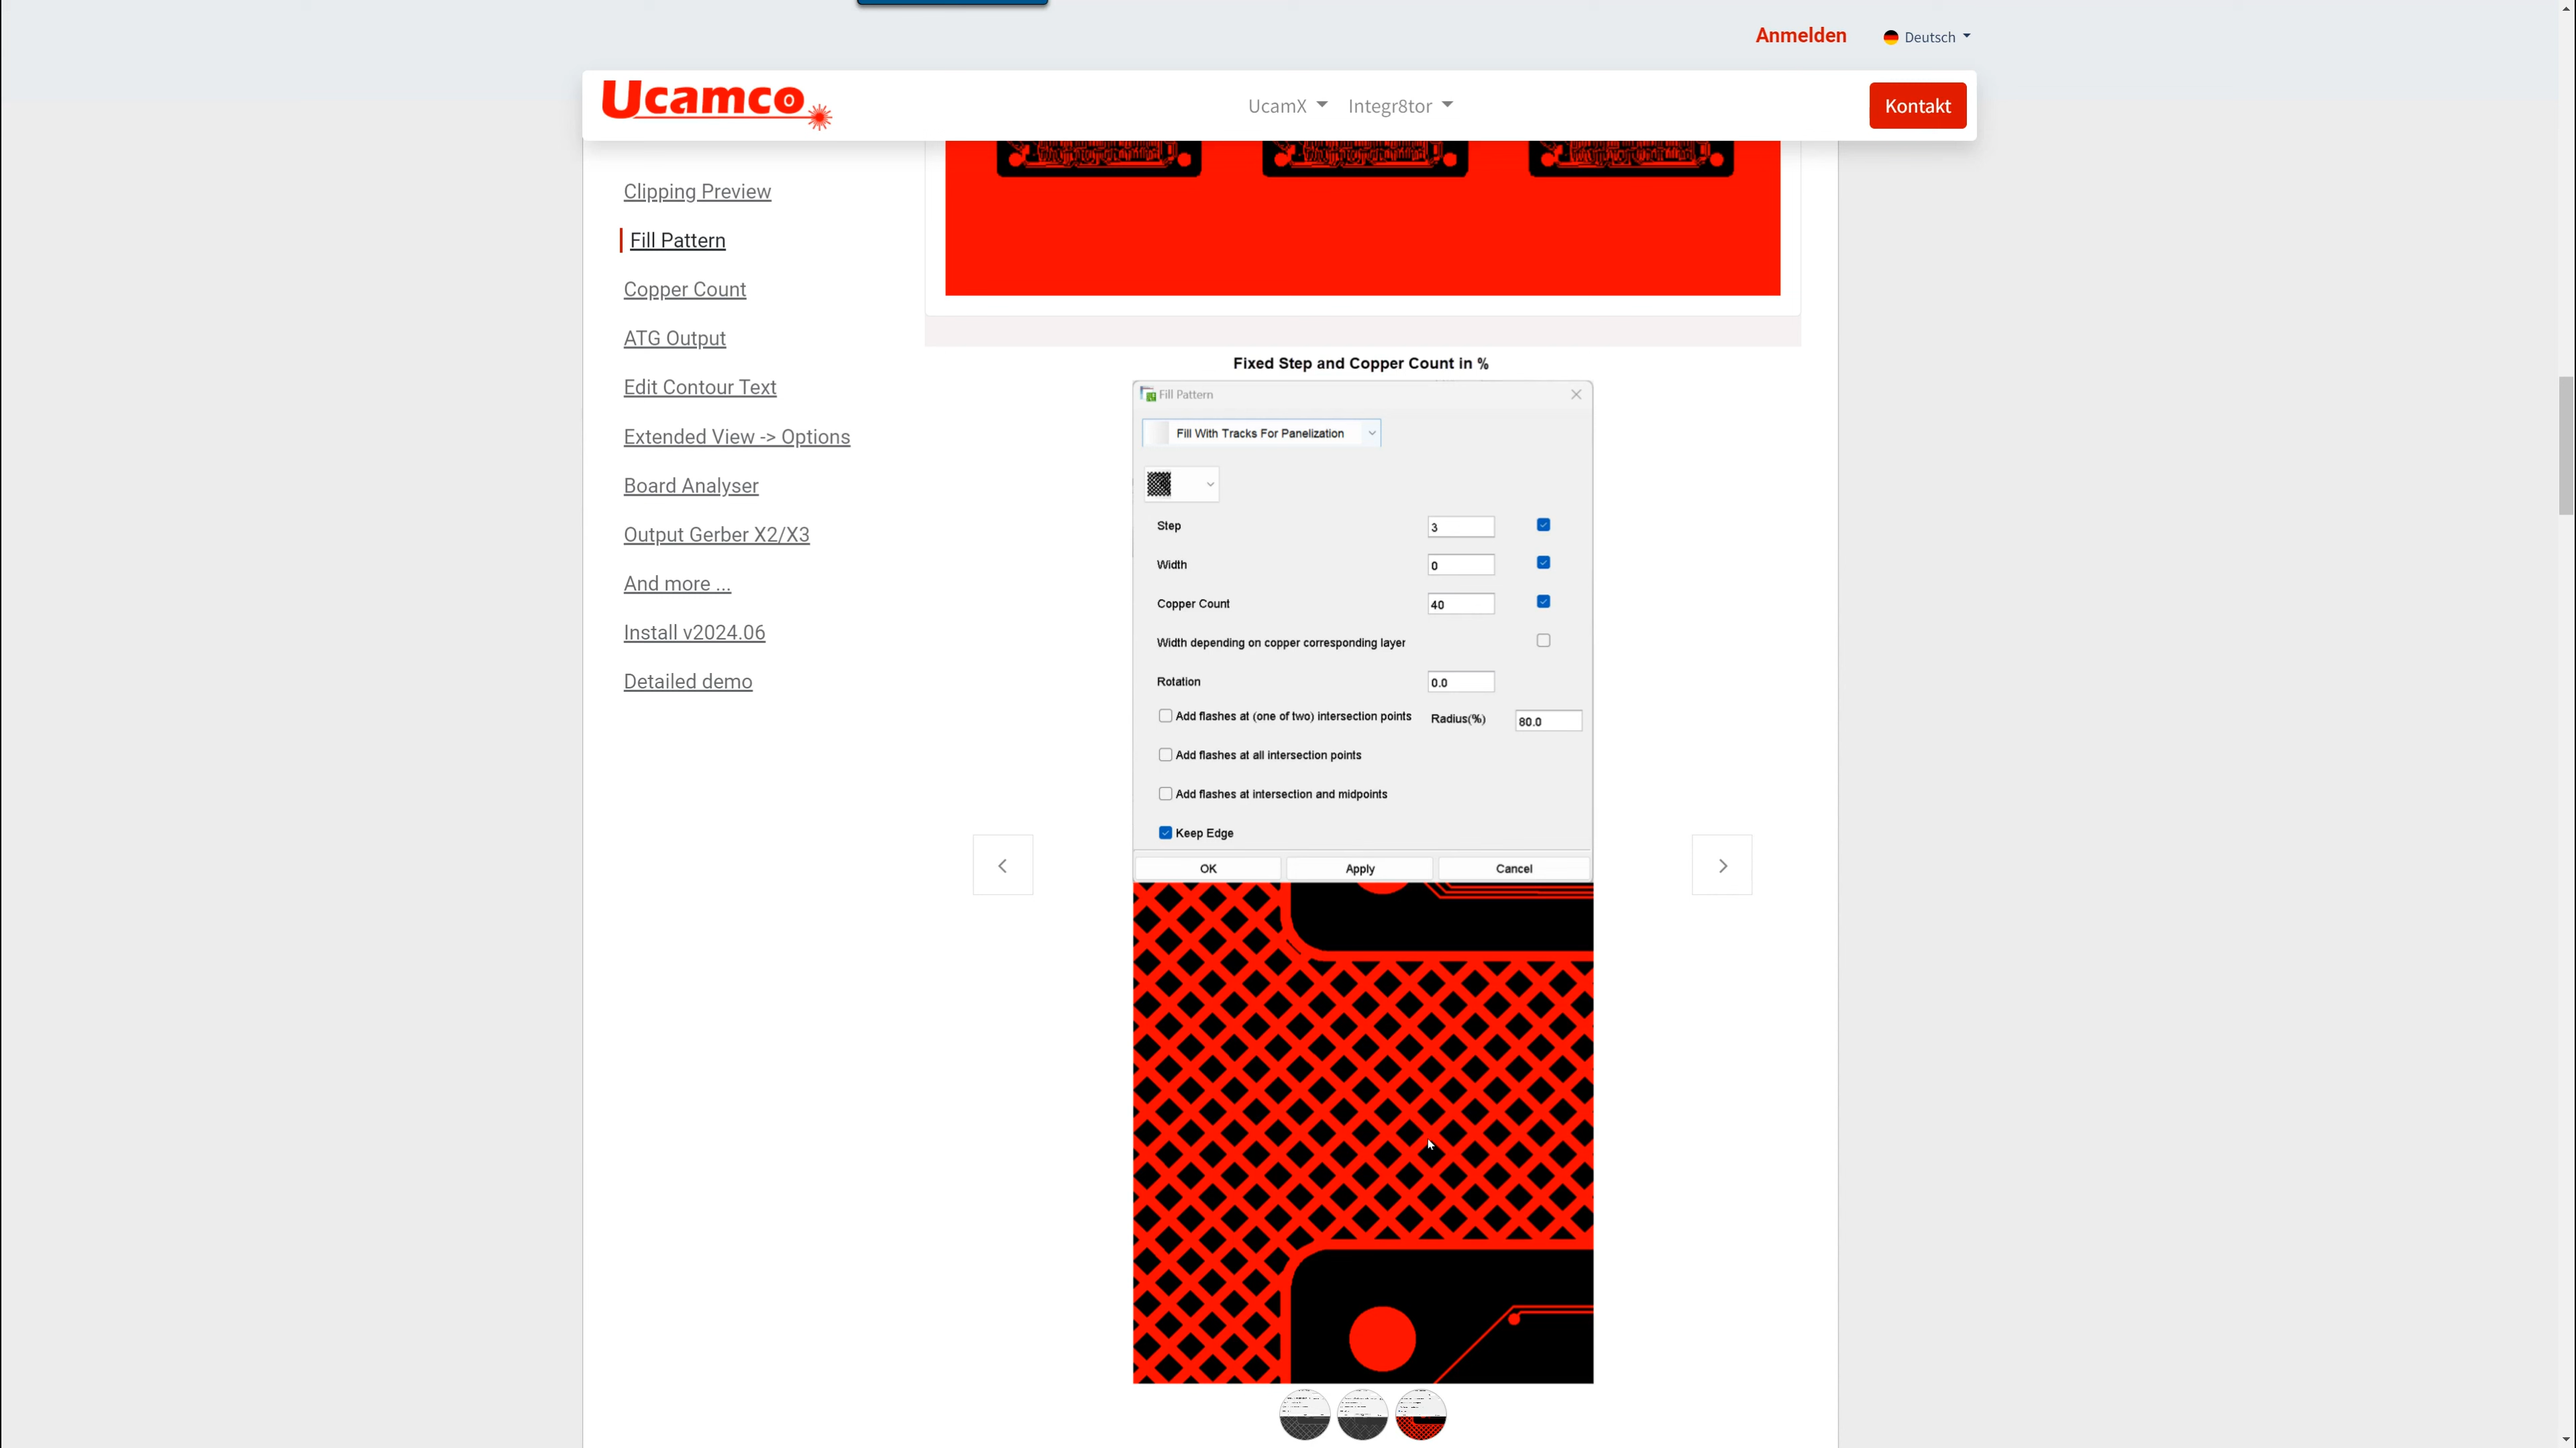 Anmelden
Deutsch
Ucamco
UcamX
Integr8tor
Kontakt
Clipping Preview
Fill Pattern
Copper Count
ATG Output
Edit Contour Text
Extended View -> Options
Board Analyser
Output Gerber X2/X3
And more ...
Install v2024.06
Detailed demo
Fixed Step and Copper Count in %
Fill Pattern
Fill With Tracks For Panelization
Step 3
Width 0
Copper Count 40
Width depending on copper corresponding layer
Rotation 0.0
Add flashes at (one of two) intersection points Radius(%) 80.0
Add flashes at all intersection points
Add flashes at intersection and midpoints
Keep Edge
OK Apply Cancel